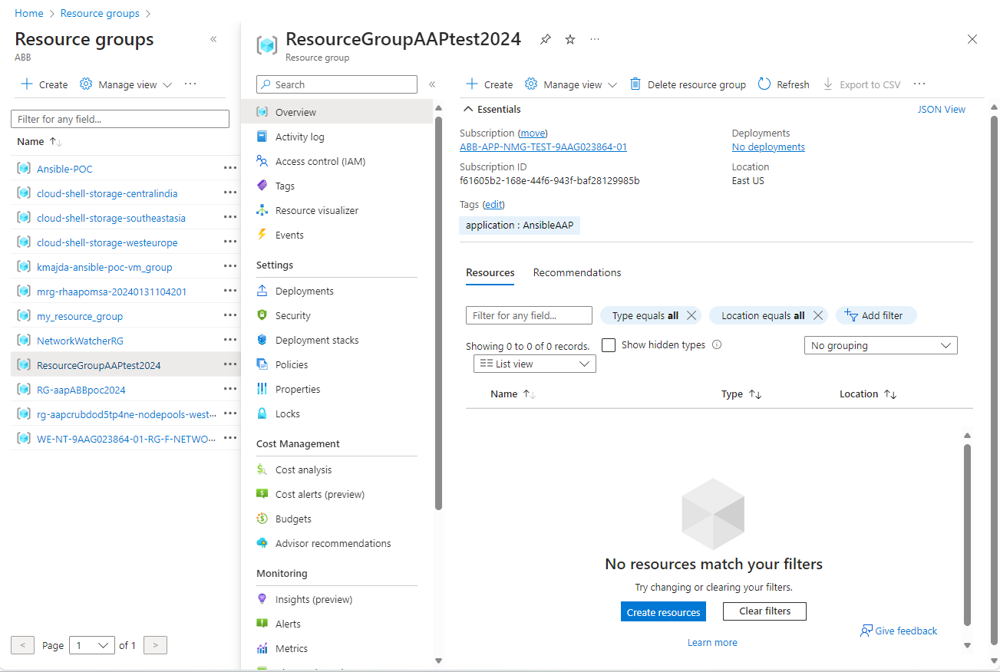 Home > Resource groups >
Resource groups
ABB
Create
Manage view
Filter for any field...
Name
Ansible-POC
cloud-shell-storage-centralindia
cloud-shell-storage-southeastasia
cloud-shell-storage-westeurope
kmajda-ansible-poc-vm_group
mrg-rhaapomsa-20240131104201
my_resource_group
NetworkWatcherRG
ResourceGroupAAPtest2024
RG-aapABBpoc2024
rg-aapcrubdod5tp4ne-nodepools-west...
WE-NT-9AAG023864-01-RG-F-NETWO...
< Page 1 of 1 >
ResourceGroupAAPtest2024
Resource group
Search
Overview
Activity log
Access control (IAM)
Tags
Resource visualizer
Events
Settings
Deployments
Security
Deployment stacks
Policies
Properties
Locks
Cost Management
Cost analysis
Cost alerts (preview)
Budgets
Advisor recommendations
Monitoring
Insights (preview)
Alerts
Metrics
Create
Manage view
Delete resource group
Refresh
Export to CSV
Essentials
JSON View
Subscription (move)
ABB-APP-NMG-TEST-9AAG023864-01
Subscription ID
f61605b2-168e-44f6-943f-baf28129985b
Deployments
No deployments
Location
East US
Tags (edit)
application : AnsibleAAP
Resources
Recommendations
Filter for any field...
Type equals all
Location equals all
Add filter
Showing 0 to 0 of 0 records.
Show hidden types
No grouping
List view
Name
Type
Location
No resources match your filters
Try changing or clearing your filters.
Create resources
Clear filters
Learn more
Give feedback